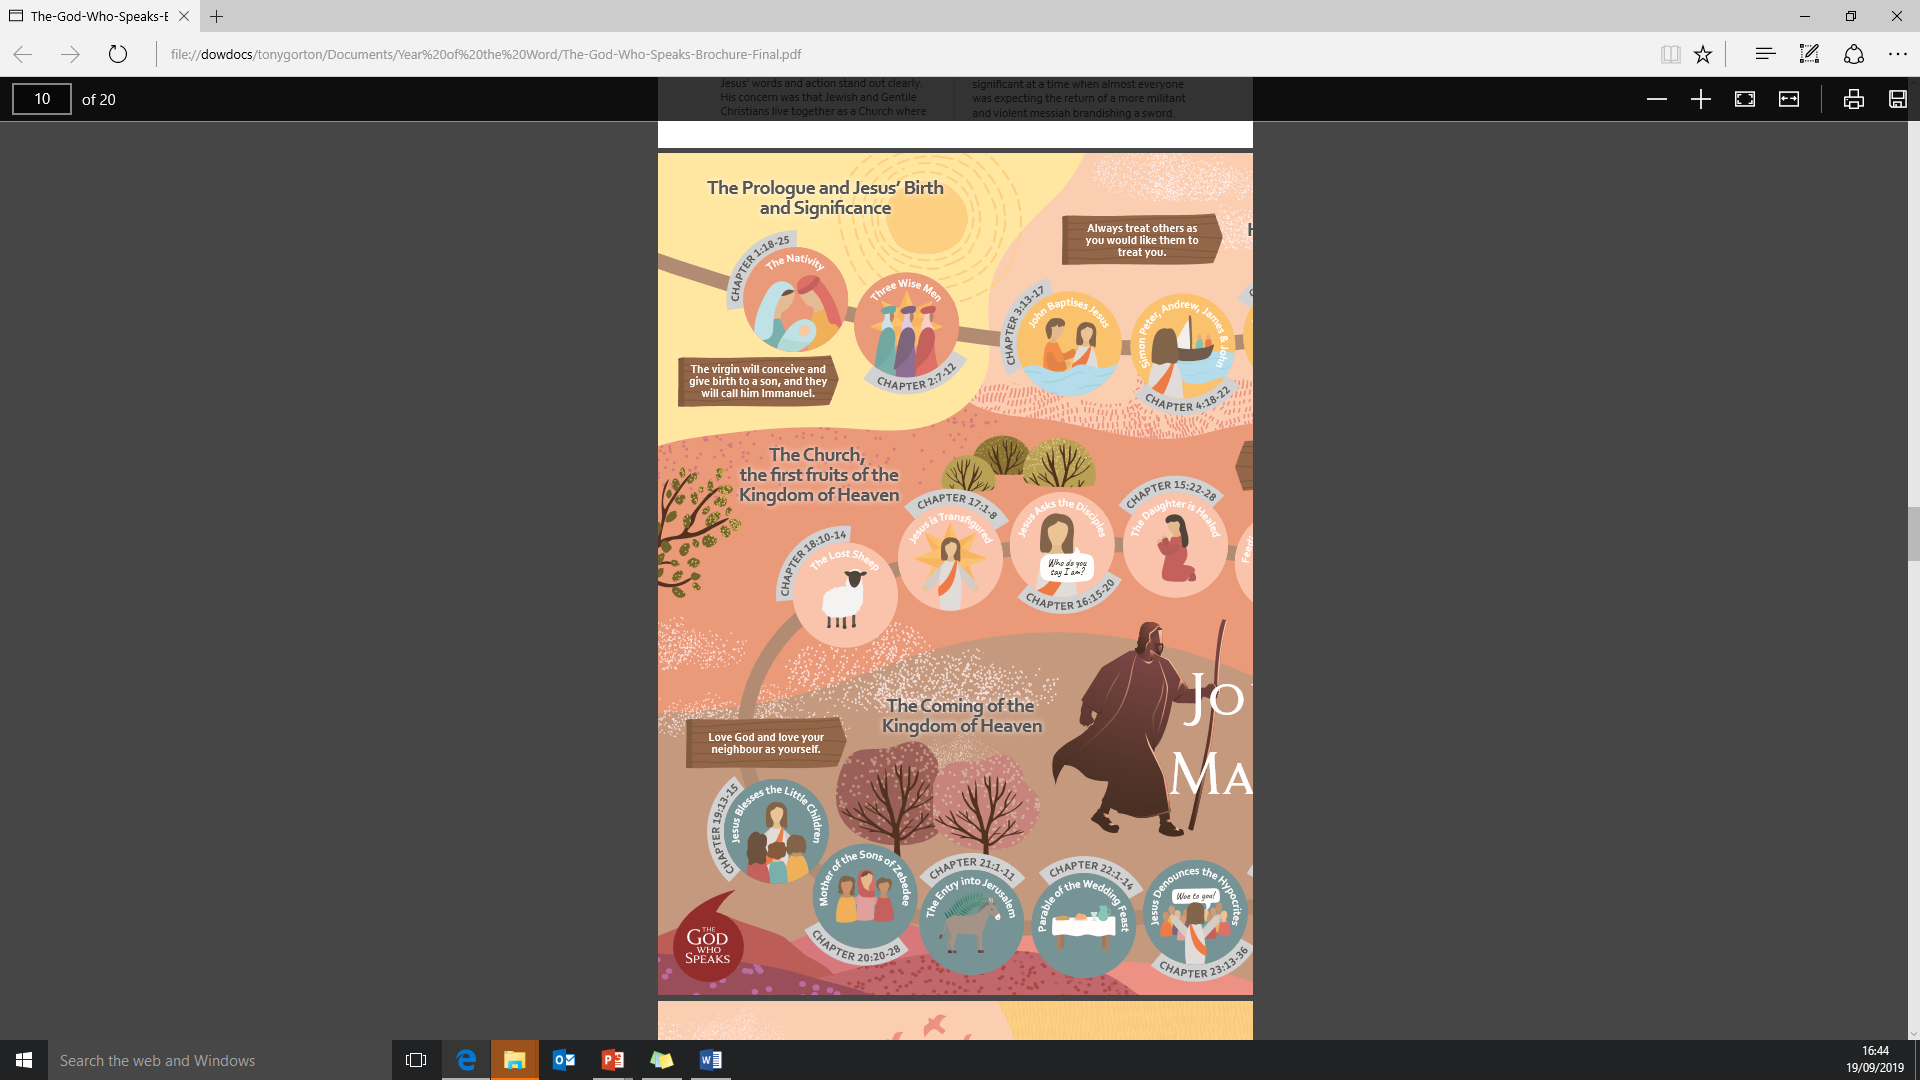 The-God-Who-Speaks-E
file://dowdocs/tonygorton/Documents/Year%20of%20the%20Word/The-God-Who-Speaks-Brochure-Final.pdf
10 of 20
Jesus' words and action stand out clearly.
His concern was that Jewish and Gentile
Christians live together as a Church where
significant at a time when almost everyone
was expecting the return of a more militant
and violent messiah brandishing a sword
The Prologue and Jesus' Birth
and Significance
Always treat others as
you would like them to
treat you.
CHAPTER 1:18-25
The Nativity
Three Wise Men
CHAPTER 2:7-12
CHAPTER 3:13-17
John Baptises Jesus
Simon Peter, Andrew, James & John
CHAPTER 4:18-22
The virgin will conceive and
give birth to a son, and they
will call him Immanuel.
The Church,
the first fruits of the
Kingdom of Heaven
CHAPTER 18:10-14
The Lost Sheep
CHAPTER 17:1-8
Jesus is Transfigured
Jesus Asks the Disciples
Who do you
say I am?
CHAPTER 16:15-20
CHAPTER 15:22-28
The Daughter is Healed
Feedi
The Coming of the
Kingdom of Heaven
Jo
Ma
Love God and love your
neighbour as yourself.
CHAPTER 19:13-15
Jesus Blesses the Little Children
Mother of the Sons of Zebedee
CHAPTER 20:20-28
CHAPTER 21:1-11
The Entry into Jerusalem
CHAPTER 22:1-14
Parable of the Wedding Feast
Jesus Denounces the Hypocrites
Woe to you!
CHAPTER 23:13-36
THE
GOD
WHO
SPEAKS
Search the web and Windows
16:44
19/09/2019